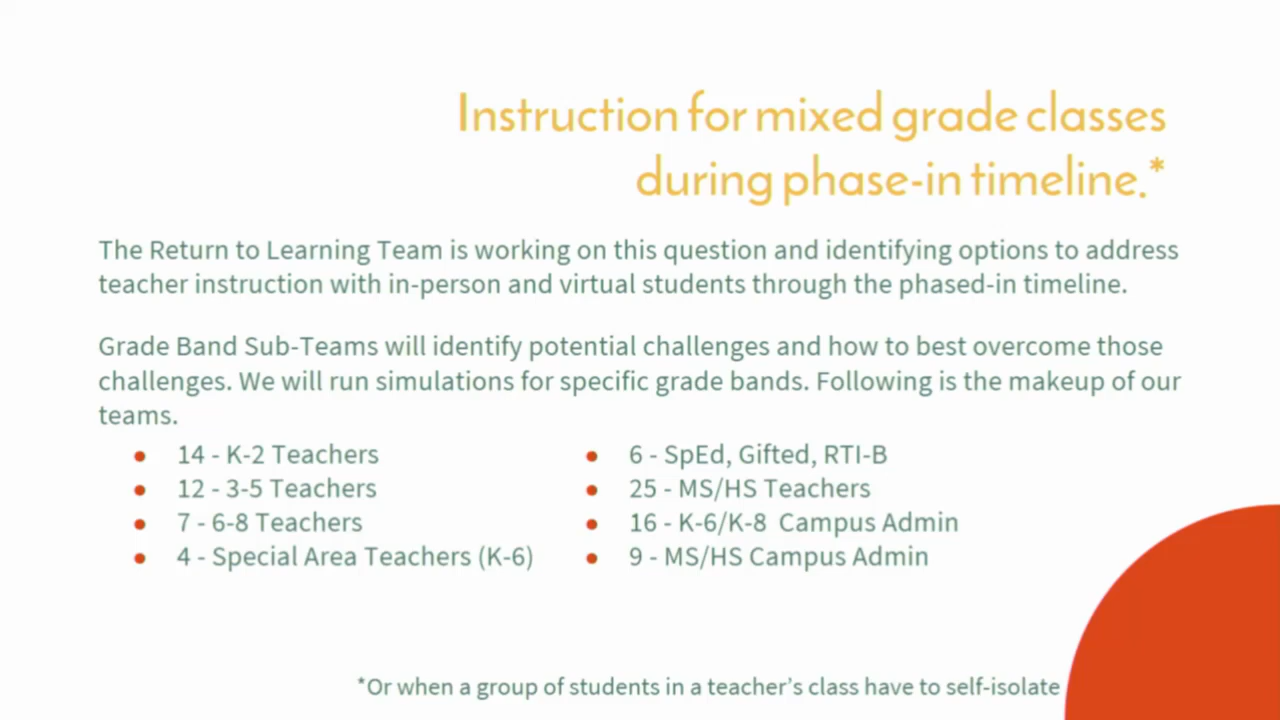 Instruction for mixed grade classes
during phase-in timeline.*
The Return to Learning Team is working on this question and identifying options to address
teacher instruction with in-person and virtual students through the phased-in timeline.
Grade Band Sub-Teams will identify potential challenges and how to best overcome those
challenges. We will run simulations for specific grade bands. Following is the makeup of our
teams.
● 14 - K-2 Teachers
● 12 - 3-5 Teachers
● 7 - 6-8 Teachers
● 4 - Special Area Teachers (K-6)
● 6 - SpEd, Gifted, RTI-B
● 25 - MS/HS Teachers
● 16 - K-6/K-8 Campus Admin
● 9 - MS/HS Campus Admin
*Or when a group of students in a teacher’s class have to self-isolate